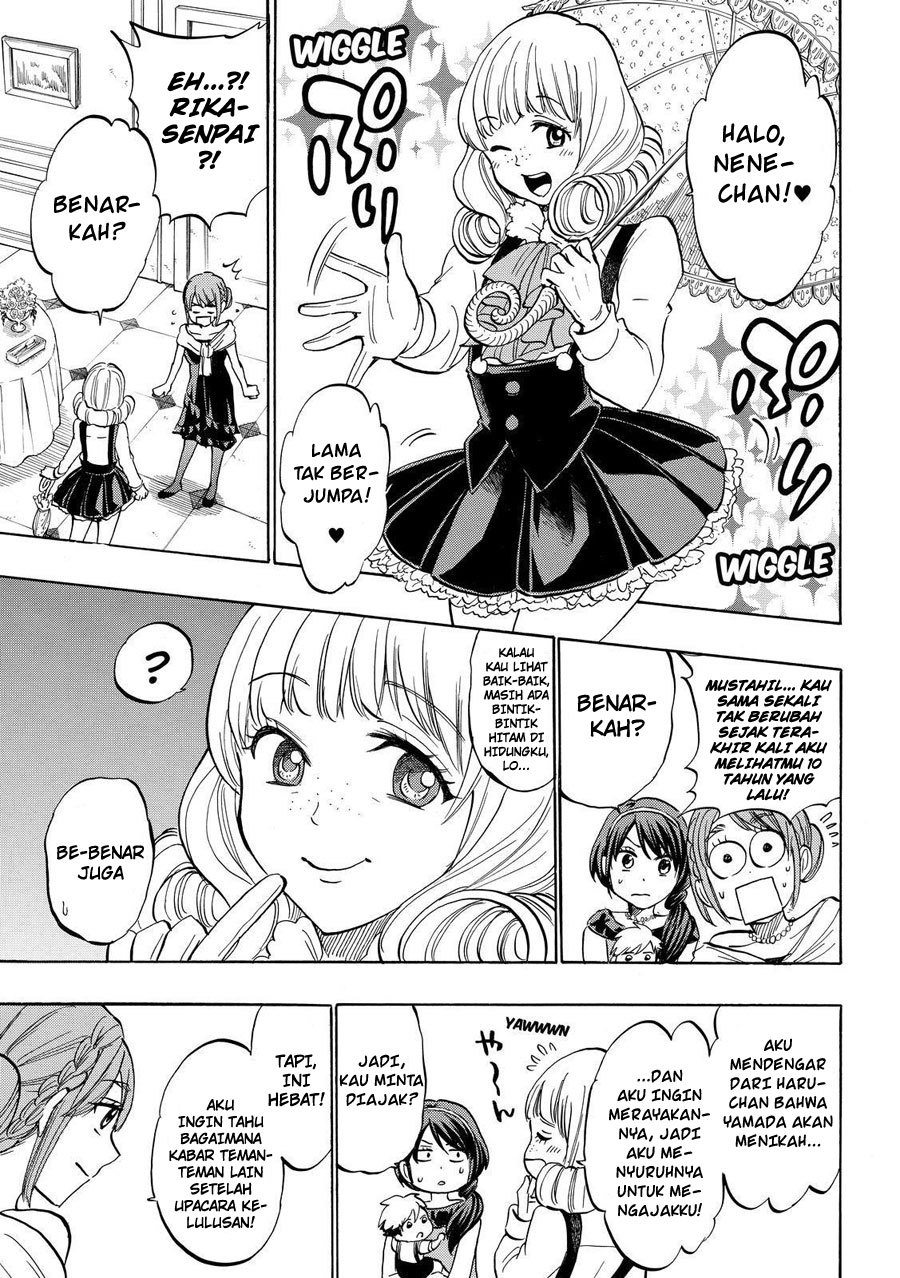 WIGGLE
HALO,
NENE-
CHAN!♥
LAMA
TAK BER-
JUMPA!
♥
WIGGLE
EH...?!
RIKA-
SENPAI
?!
BENAR-
KAH?
MUSTAHIL... KAU
SAMA SEKALI
TAK BERUBAH
SEJAK TERA-
KHIR KALI AKU
MELIHATMU 10
TAHUN YANG
LALU!
BENAR-
KAH?
KALAU
KAU LIHAT
BAIK-BAIK,
MASIH ADA
BINTIK-
BINTIK
HITAM DI
HIDUNGKU,
LO...
?
BE-BENAR
JUGA
AKU
MENDENGAR
DARI HARU-
CHAN BAHWA
YAMADA AKAN
MENIKAH...
...DAN
AKU INGIN
MERAYAKAN-
NYA, JADI
AKU ME-
NYURUHNYA
UNTUK ME-
NGAJAKKU!
YAWWWN
や〜ん
JADI,
KAU MINTA
DIAJAK?
TAPI,
INI
HEBAT!
AKU
INGIN TAHU
BAGAIMANA
KABAR TEMAN-
TEMAN LAIN
SETELAH
UPACARA KE-
LULUSAN!